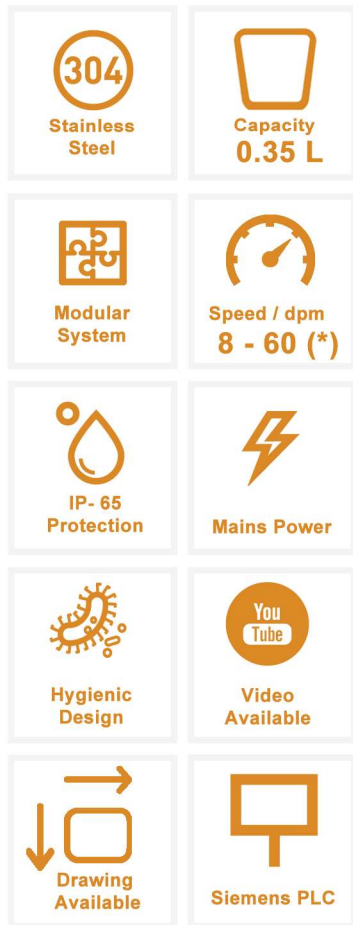 304
Stainless
Steel
Capacity
0.35 L
Modular
System
Speed / dpm
8 - 60 (*)
IP- 65
Protection
Mains Power
Hygienic
Design
You
Tube
Video
Available
Drawing
Available
Siemens PLC